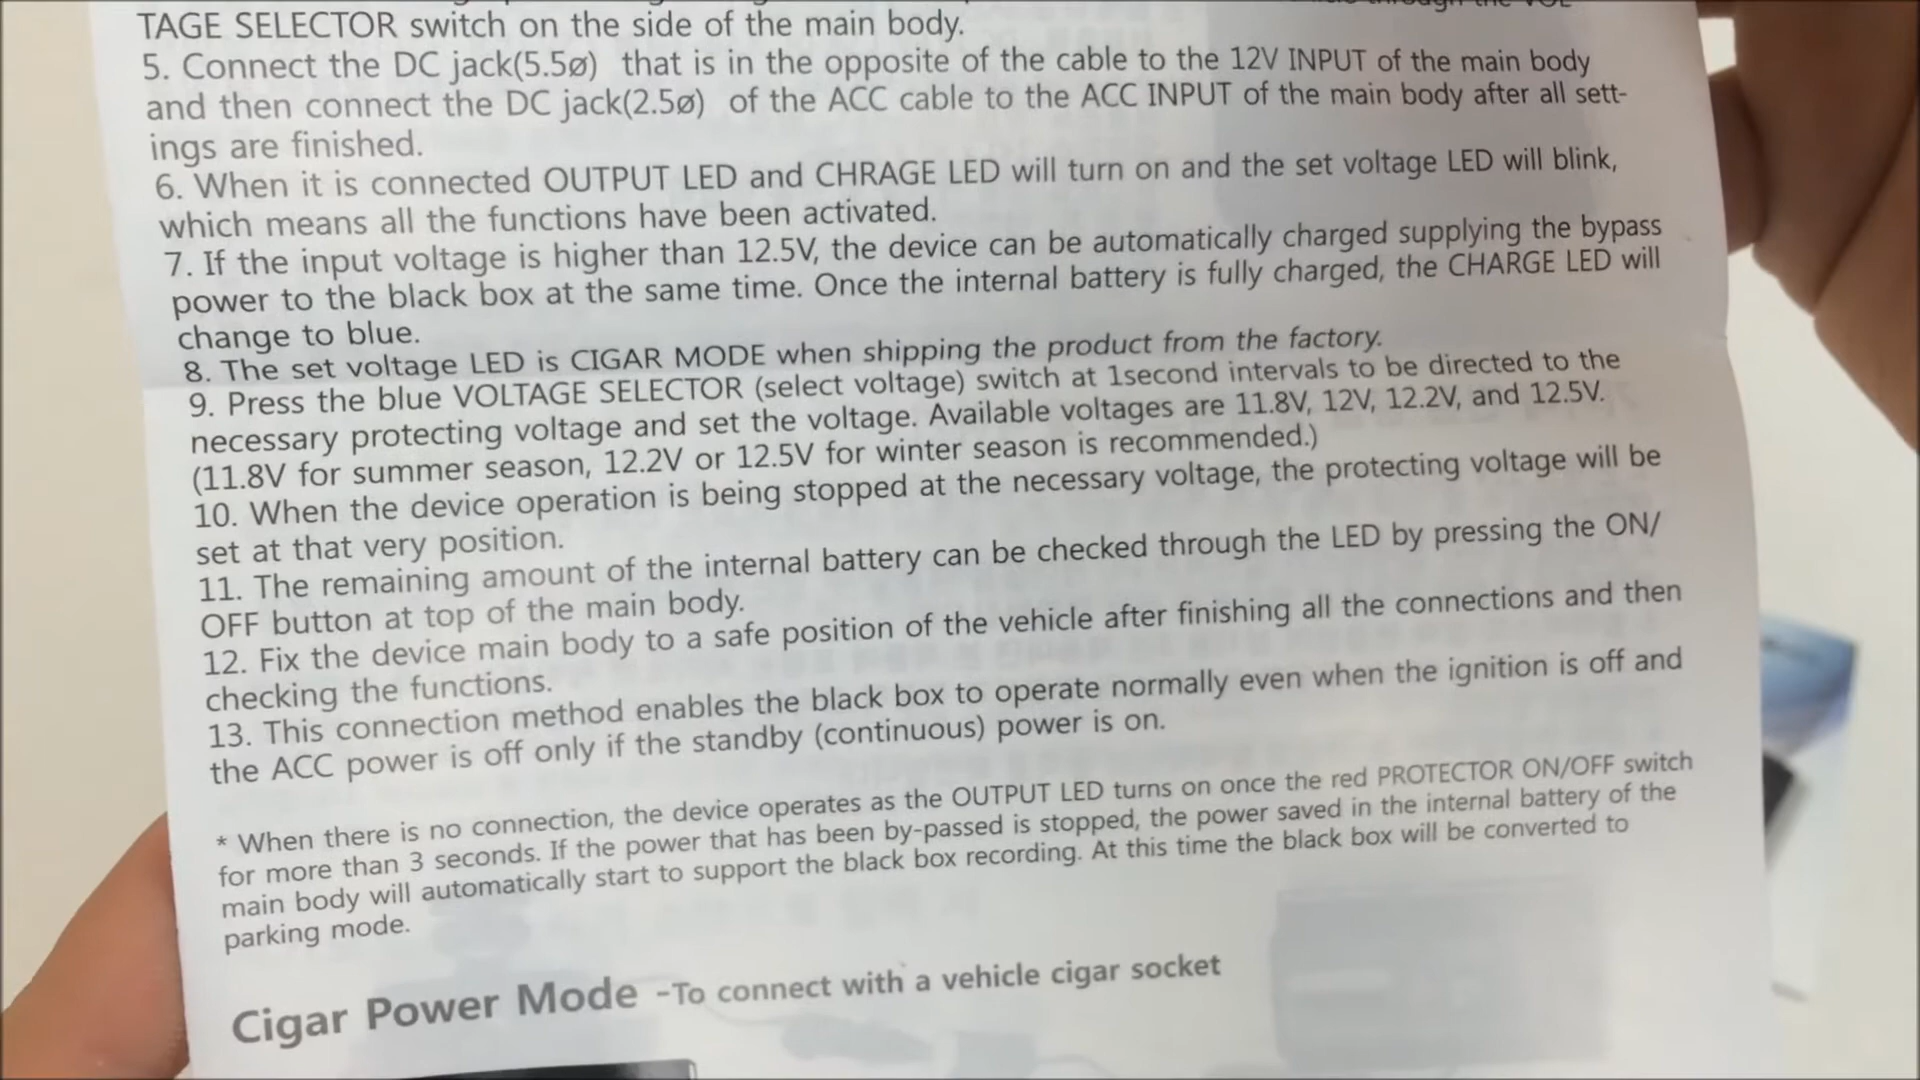 through the VOL
TAGE SELECTOR switch on the side of the main body.
5. Connect the DC jack(5.5ø) that is in the opposite of the cable to the 12V INPUT of the main body
and then connect the DC jack(2.5ø) of the ACC cable to the ACC INPUT of the main body after all sett-
ings are finished.
6. When it is connected OUTPUT LED and CHRAGE LED will turn on and the set voltage LED will blink,
which means all the functions have been activated.
7. If the input voltage is higher than 12.5V, the device can be automatically charged supplying the bypass
power to the black box at the same time. Once the internal battery is fully charged, the CHARGE LED will
change to blue.
8. The set voltage LED is CIGAR MODE when shipping the product from the factory.
9. Press the blue VOLTAGE SELECTOR (select voltage) switch at 1second intervals to be directed to the
necessary protecting voltage and set the voltage. Available voltages are 11.8V, 12V, 12.2V, and 12.5V.
(11.8V for summer season, 12.2V or 12.5V for winter season is recommended.)
10. When the device operation is being stopped at the necessary voltage, the protecting voltage will be
set at that very position.
11. The remaining amount of the internal battery can be checked through the LED by pressing the ON/
OFF button at top of the main body.
12. Fix the device main body to a safe position of the vehicle after finishing all the connections and then
checking the functions.
13. This connection method enables the black box to operate normally even when the ignition is off and
the ACC power is off only if the standby (continuous) power is on.
* When there is no connection, the device operates as the OUTPUT LED turns on once the red PROTECTOR ON/OFF switch
for more than 3 seconds. If the power that has been by-passed is stopped, the power saved in the internal battery of the
main body will automatically start to support the black box recording. At this time the black box will be converted to
parking mode.
Cigar Power Mode -To connect with a vehicle cigar socket